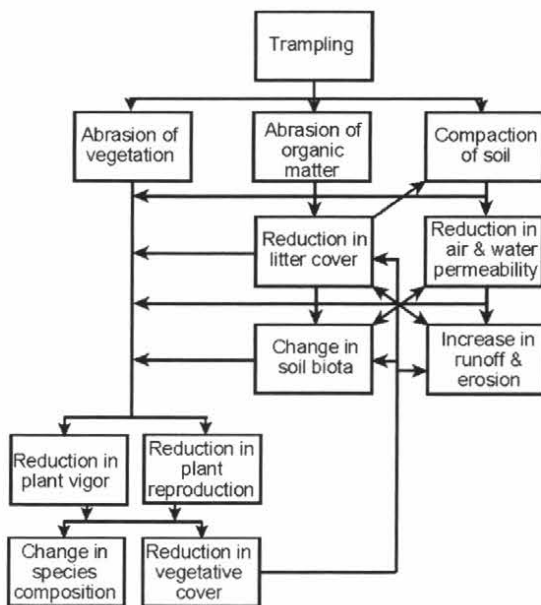 Trampling
Abrasion of
vegetation
Abrasion of
organic
matter
Compaction
of soil
Reduction in
litter cover
Reduction in
air & water
permeability
Change in
soil biota
Increase in
runoff &
erosion
Reduction in
plant vigor
Reduction in
plant
reproduction
Change in
species
composition
Reduction in
vegetative
cover